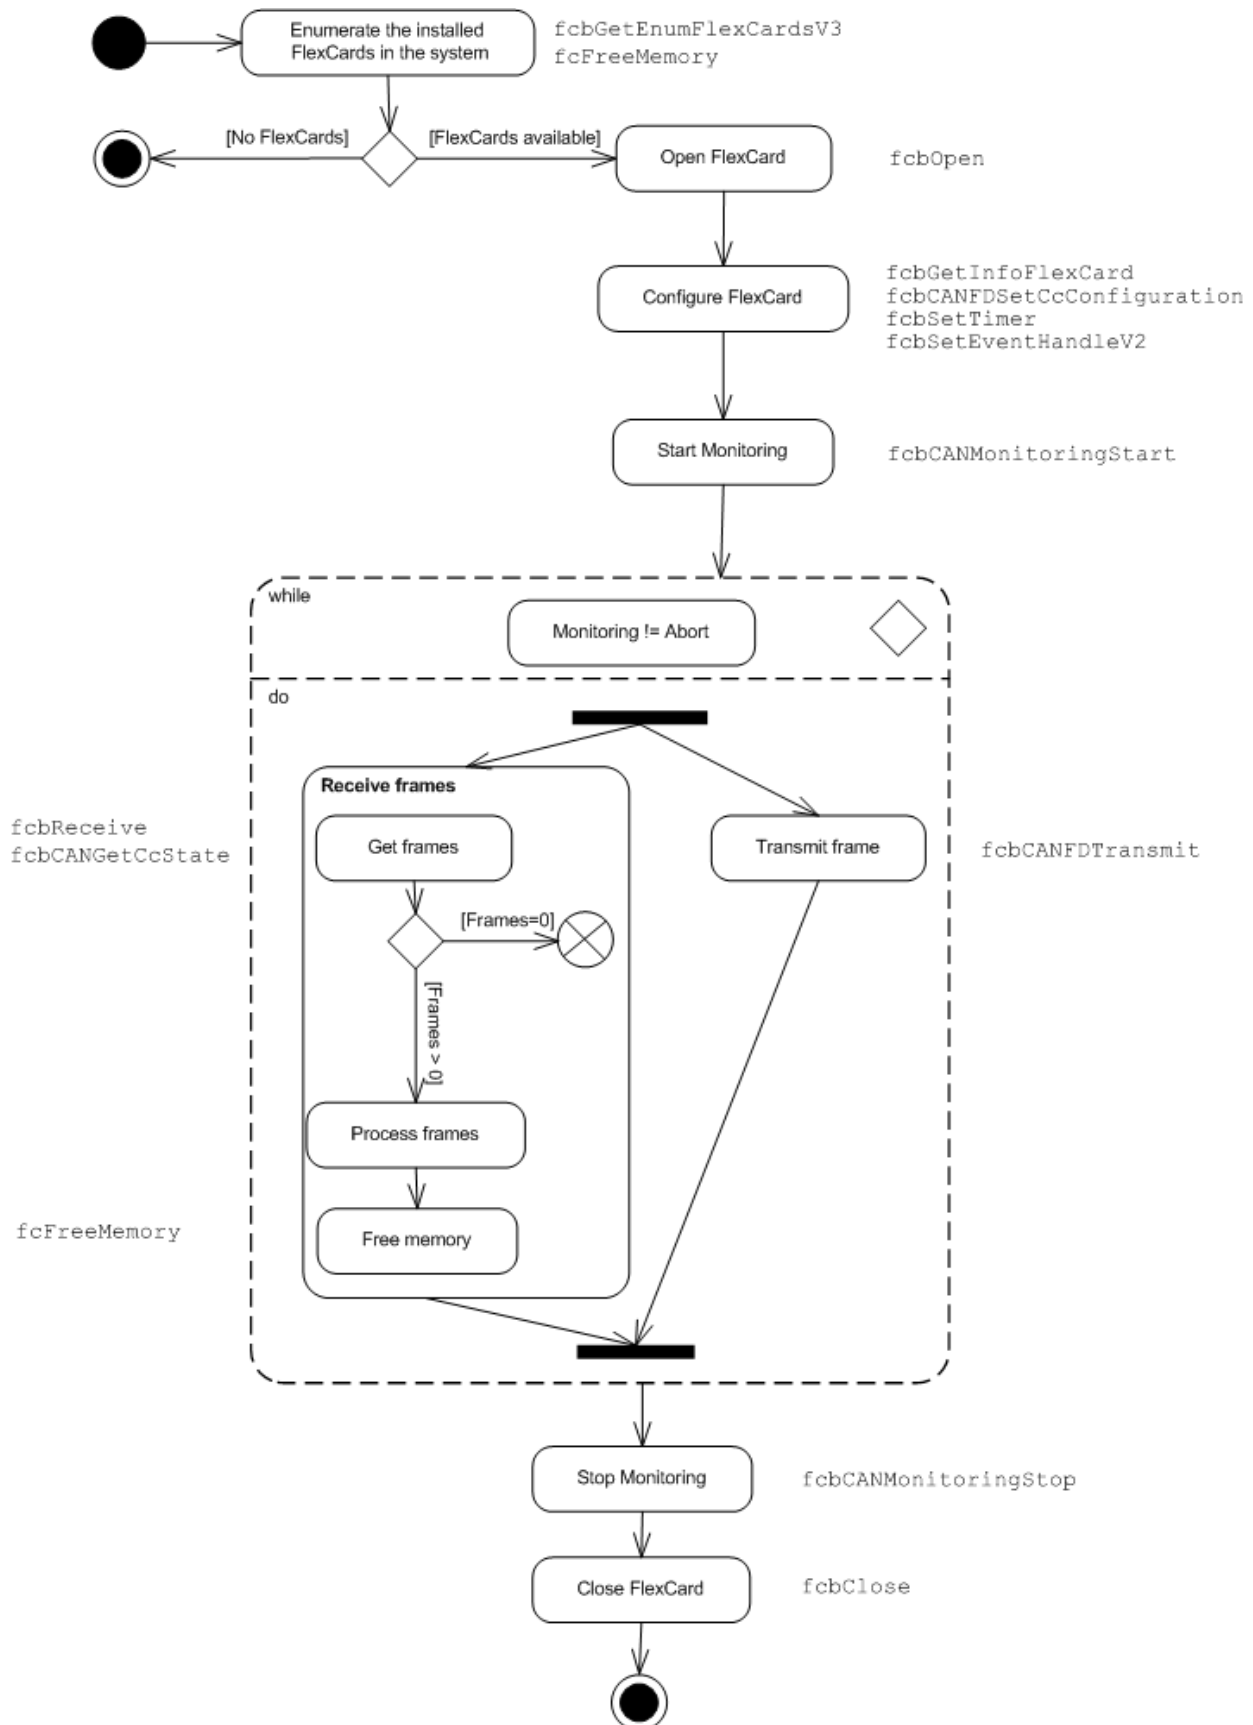 Enumerate the installed
FlexCards in the system
fcbGetEnumFlexCardsV3
fcFreeMemory
[No FlexCards]
[FlexCards available]
Open FlexCard
fcbOpen
Configure FlexCard
fcbGetInfoFlexCard
fcbCANFDSetCcConfiguration
fcbSetTimer
fcbSetEventHandleV2
Start Monitoring
fcbCANMonitoringStart
while
Monitoring != Abort
do
Receive frames
fcbReceive
fcbCANGetCcState
Get frames
Transmit frame
fcbCANFDTransmit
[Frames=0]
[Frames > 0]
Process frames
fcFreeMemory
Free memory
Stop Monitoring
fcbCANMonitoringStop
Close FlexCard
fcbClose